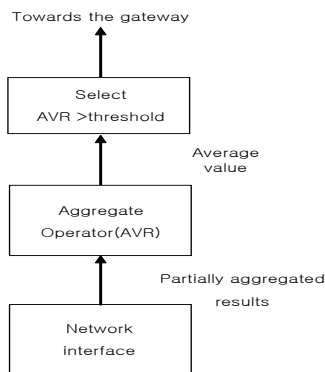 Towards the gateway
Select
AVR >threshold
Average
value
Aggregate
Operator(AVR)
Partially aggregated
results
Network
interface